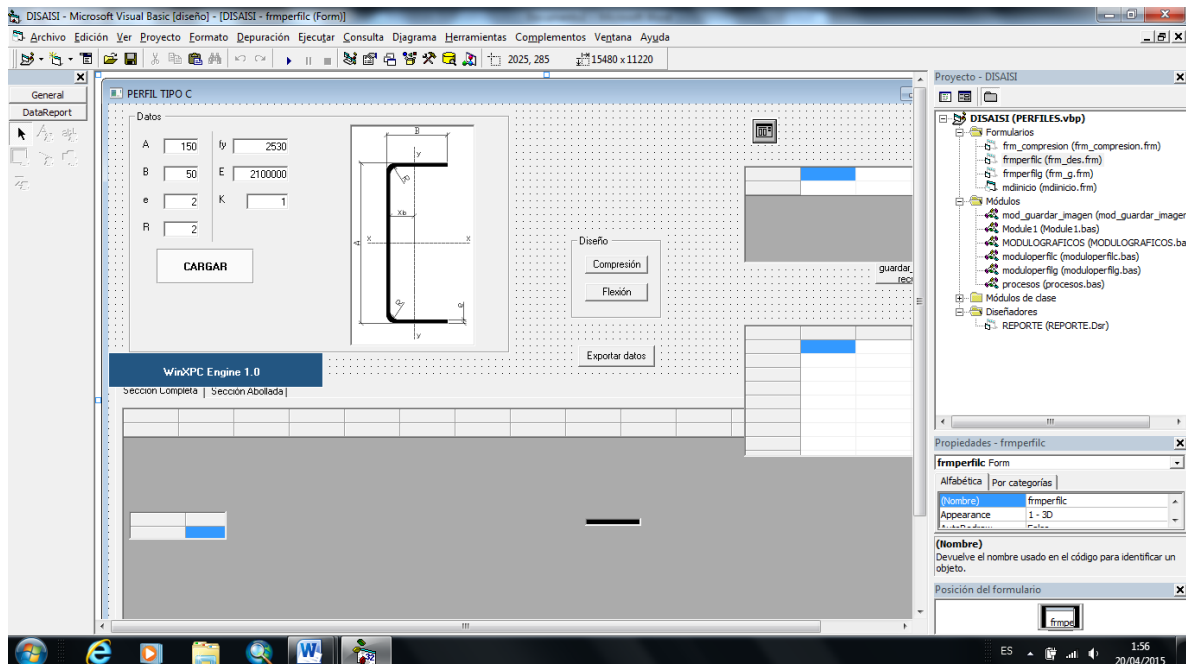 DISAISI - Microsoft Visual Basic [diseño] - [DISAISI - frmperfilc (Form)]
Archivo Edición Ver Proyecto Formato Depuración Ejecutar Consulta Diagrama Herramientas Complementos Ventana Ayuda
2025, 285 15480 x 11220
General
DataReport
PERFIL TIPO C
Datos
A 150 fy 2530
B 50 E 2100000
e 2 K 1
R 2
CARGAR
B
y
R
Xb
x x
A
R
e
y
Diseño
Compresión
Flexión
Exportar datos
guardar_
rec
WinXPC Engine 1.0
Sección Completa Sección Abollada
Proyecto - DISAISI
DISAISI (PERFILES.vbp)
Formularios
frm_compresion (frm_compresion.frm)
frmperfilc (frm_des.frm)
frmperfilg (frm_g.frm)
mdiinicio (mdiinicio.frm)
Módulos
mod_guardar_imagen (mod_guardar_imager
Module1 (Module1.bas)
MODULOGRAFICOS (MODULOGRAFICOS.ba
moduloperfilc (moduloperfilc.bas)
moduloperfilg (moduloperfilg.bas)
procesos (procesos.bas)
Módulos de clase
Diseñadores
REPORTE (REPORTE.Dsr)
Propiedades - frmperfilc
frmperfilc Form
Alfabética Por categorías
(Nombre) frmperfilc
Appearance 1 - 3D
(Nombre)
Devuelve el nombre usado en el código para identificar un
objeto.
Posición del formulario
frmpe
ES 1:56
20/04/2015